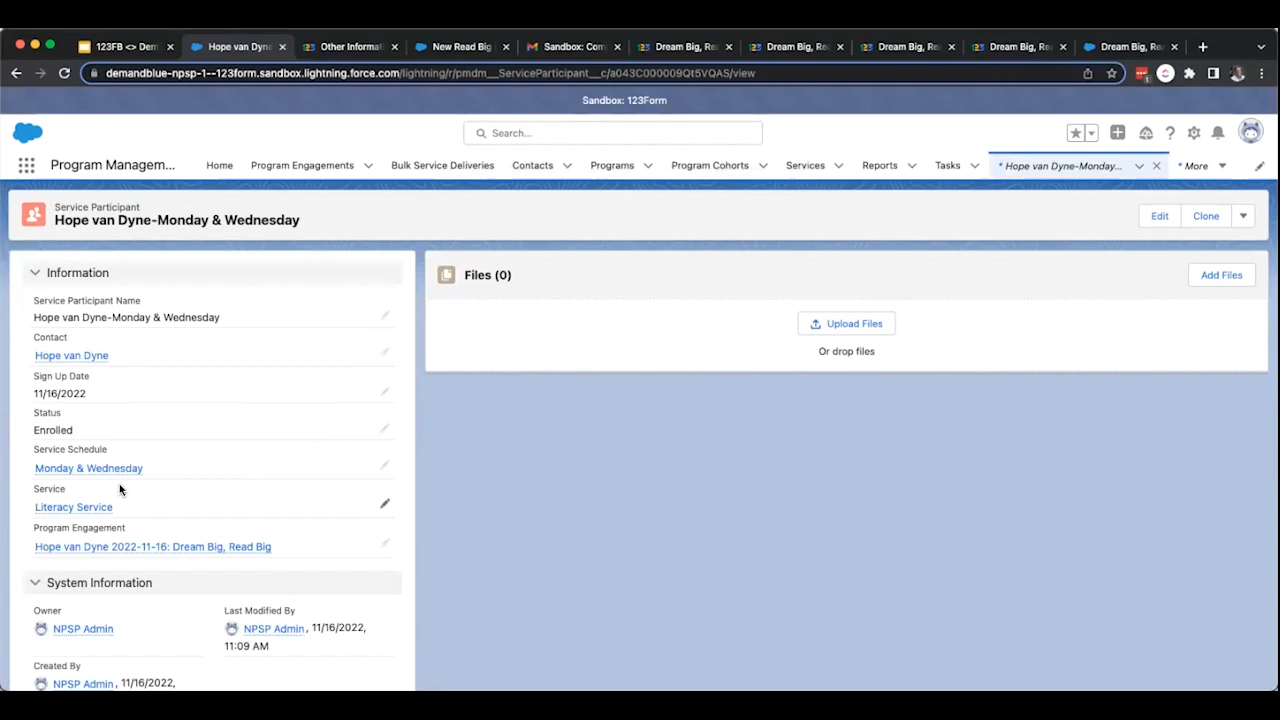 123FB <> Dem
Hope van Dyne
Other Informat
New Read Big
Sandbox: Com
Dream Big, Re
Dream Big, Re
Dream Big, Re
Dream Big, Re
Dream Big, Re
demandblue-npsp-1--123form.sandbox.lightning.force.com/lightning/r/pmdm__ServiceParticipant__c/a043C000009Qt5VQAS/view
Sandbox: 123Form
Search...
Program Managem...
Home
Program Engagements
Bulk Service Deliveries
Contacts
Programs
Program Cohorts
Services
Reports
Tasks
* Hope van Dyne-Monday...
* More
Service Participant
Hope van Dyne-Monday & Wednesday
Edit
Clone
Information
Service Participant Name
Hope van Dyne-Monday & Wednesday
Contact
Hope van Dyne
Sign Up Date
11/16/2022
Status
Enrolled
Service Schedule
Monday & Wednesday
Service
Literacy Service
Program Engagement
Hope van Dyne 2022-11-16: Dream Big, Read Big
System Information
Owner
NPSP Admin
Last Modified By
NPSP Admin, 11/16/2022,
11:09 AM
Created By
NPSP Admin, 11/16/2022,
Files (0)
Add Files
Upload Files
Or drop files